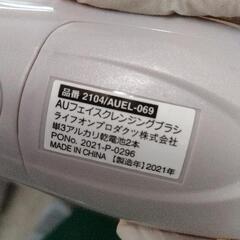 品番 2104/AUEL-069
AUフェイスクレンジングブラシ
ライフオンプロダクツ株式会社
単3アルカリ乾電池2本
PONo. 2021-P-0296
MADE IN CHINA 【製造年】2021年